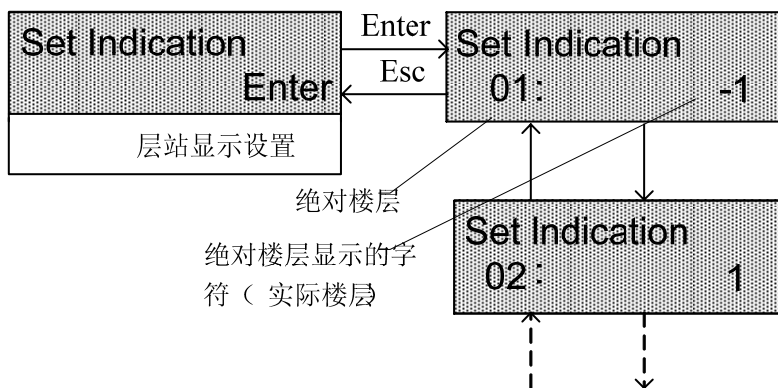 Set Indication
Enter
层站显示设置
Enter
Esc
Set Indication
01: -1
绝对楼层
绝对楼层显示的字
符（实际楼层）
Set Indication
02: 1